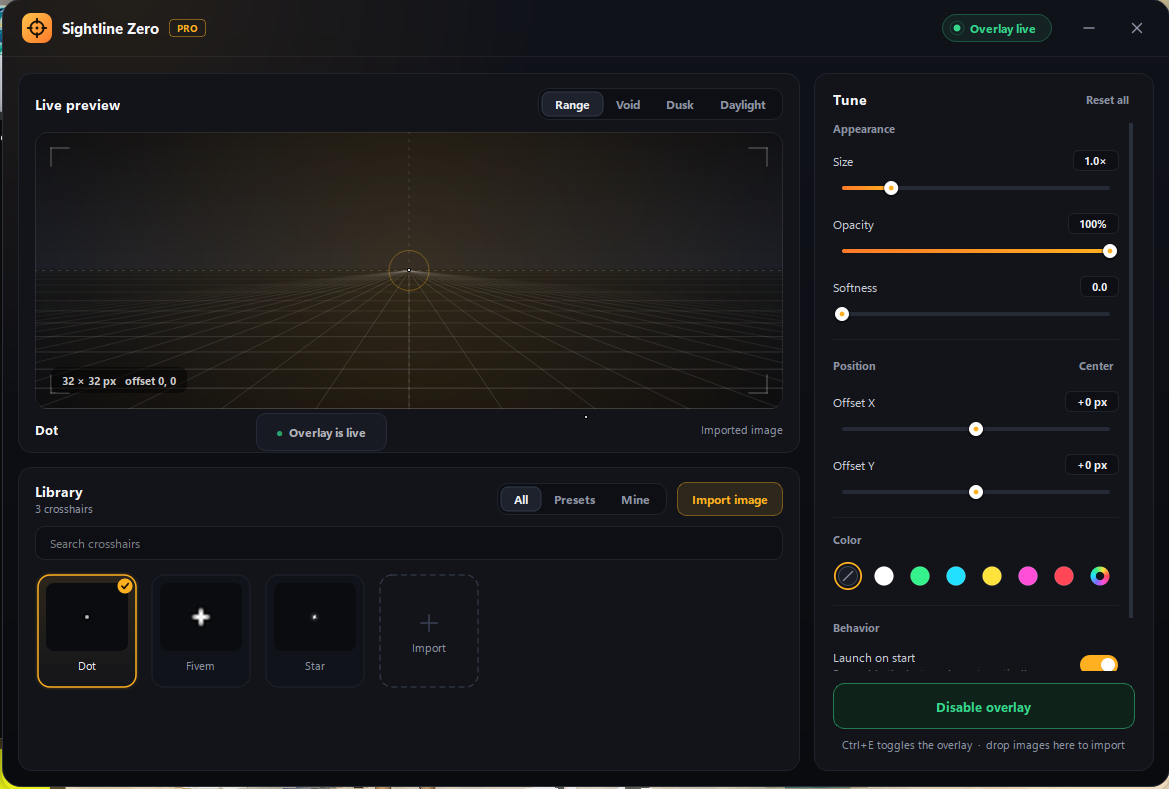 Sightline Zero PRO
Overlay live
Live preview
Range Void Dusk Daylight
32 × 32 px offset 0, 0
Dot
Overlay is live
Imported image
Library
3 crosshairs
All Presets Mine
Import image
Search crosshairs
Dot
Fivem
Star
Import
Tune
Reset all
Appearance
Size 1.0×
Opacity 100%
Softness 0.0
Position Center
Offset X +0 px
Offset Y +0 px
Color
Behavior
Launch on start
Disable overlay
Ctrl+E toggles the overlay · drop images here to import